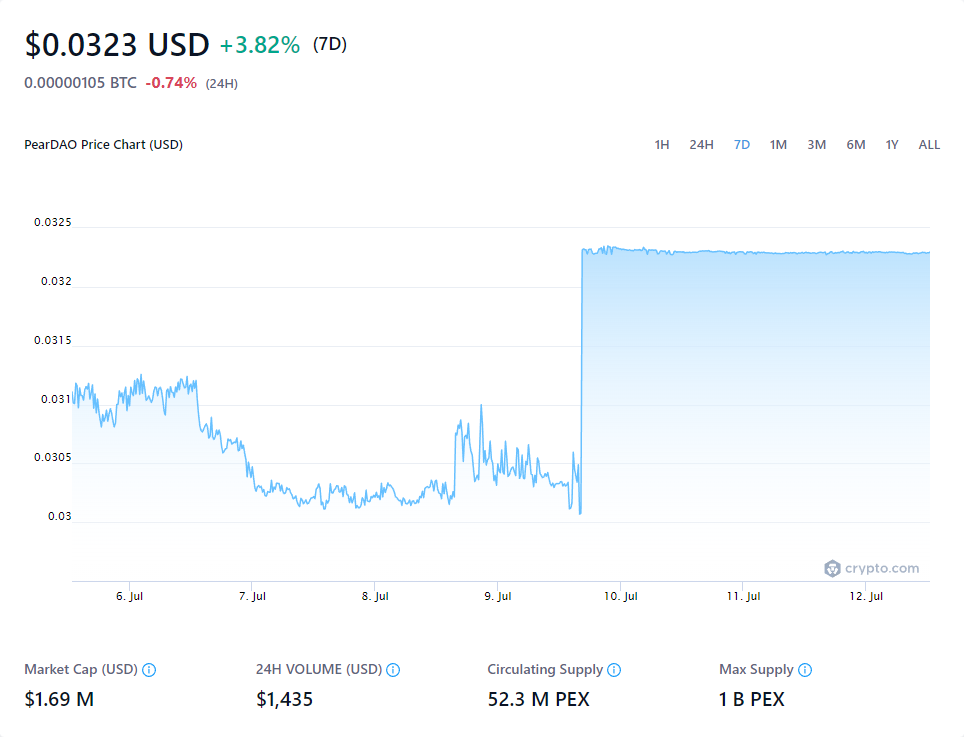 $0.0323 USD +3.82% (7D)
0.00000105 BTC -0.74% (24H)
PearDAO Price Chart (USD)
1H 24H 7D 1M 3M 6M 1Y ALL
0.0325
0.032
0.0315
0.031
0.0305
0.03
crypto.com
6. Jul 7. Jul 8. Jul 9. Jul 10. Jul 11. Jul 12. Jul
Market Cap (USD) 24H VOLUME (USD) Circulating Supply Max Supply
$1.69 M $1,435 52.3 M PEX 1 B PEX